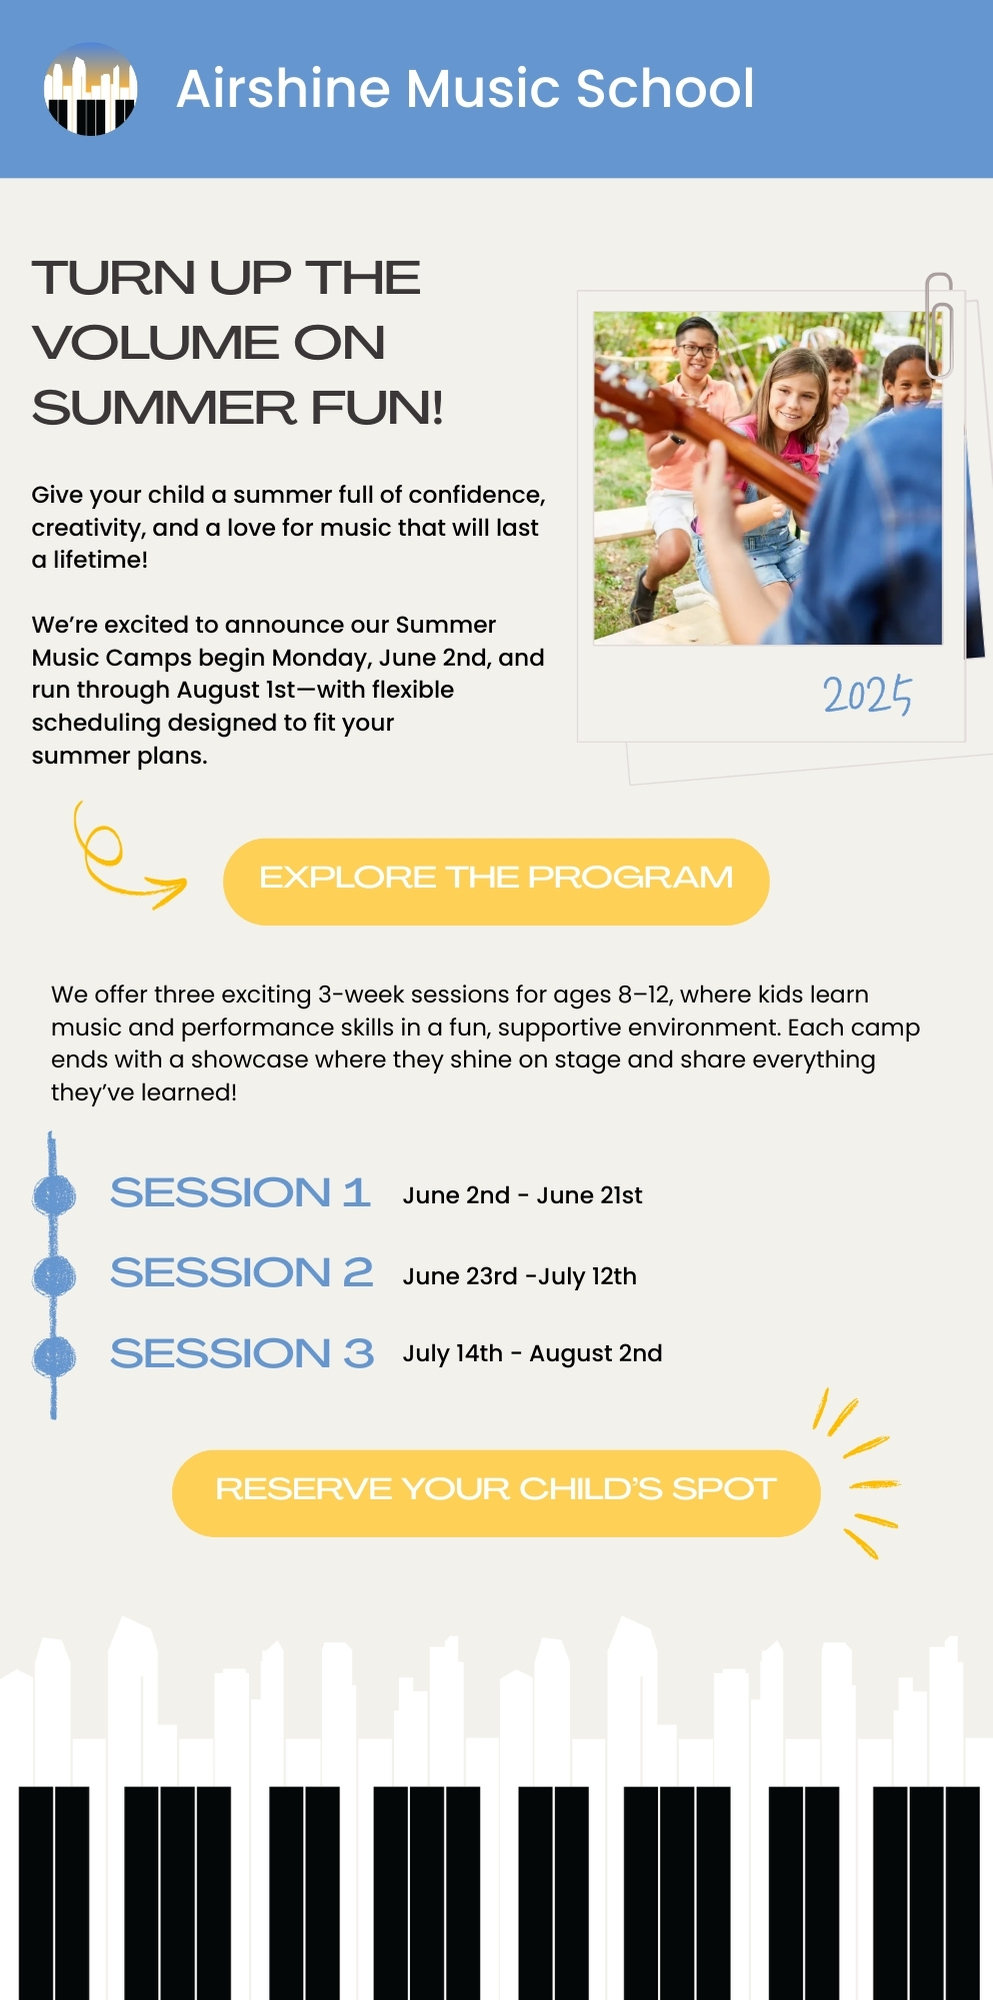 Airshine Music School
TURN UP THE
VOLUME ON
SUMMER FUN!
Give your child a summer full of confidence,
creativity, and a love for music that will last
a lifetime!
We’re excited to announce our Summer
Music Camps begin Monday, June 2nd, and
run through August 1st—with flexible
scheduling designed to fit your
summer plans.
2025
EXPLORE THE PROGRAM
We offer three exciting 3-week sessions for ages 8–12, where kids learn
music and performance skills in a fun, supportive environment. Each camp
ends with a showcase where they shine on stage and share everything
they’ve learned!
SESSION 1 June 2nd - June 21st
SESSION 2 June 23rd -July 12th
SESSION 3 July 14th - August 2nd
RESERVE YOUR CHILD’S SPOT